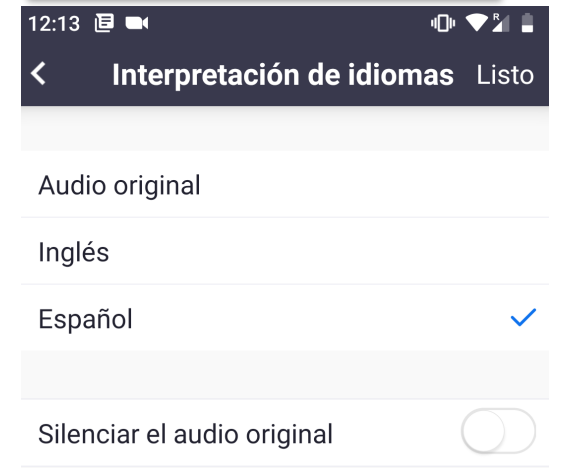 12:13
R
Interpretación de idiomas Listo
Audio original
Inglés
Español
Silenciar el audio original